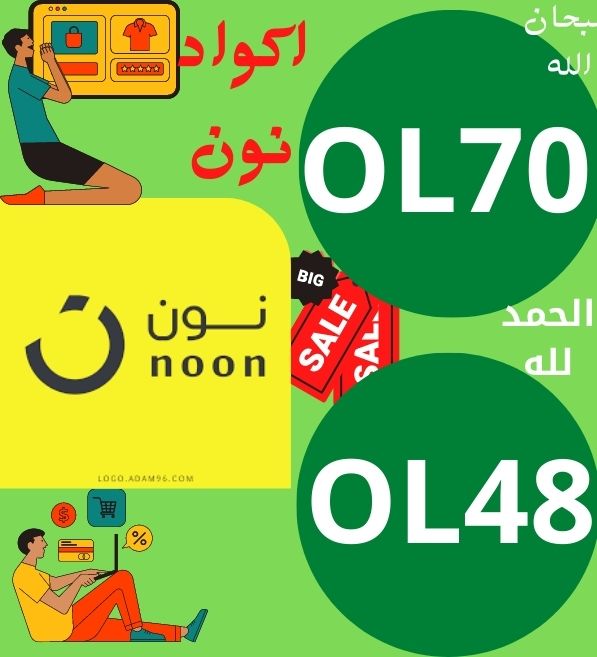 سبحان
الله
اكواد
نون
OL70
BIG
SALE
SALE
نون
noon
الحمد
لله
LOGO.ADAM96.COM
OL48
$
%